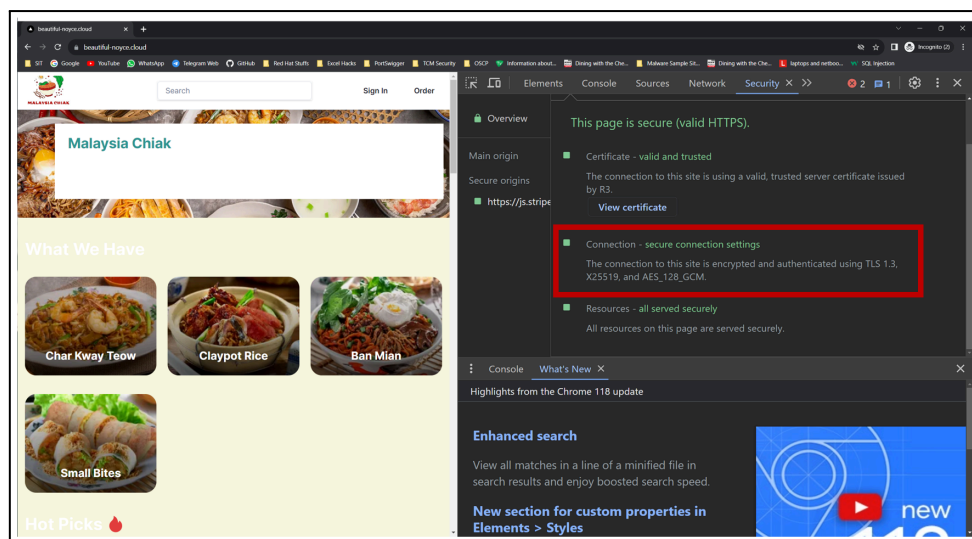 beautiful-noyce.cloud
beautiful-noyce.cloud
Incognito (2)
SIT
Google
YouTube
WhatsApp
Telegram Web
GitHub
Red Hat Stuffs
Excel Hacks
PortSwigger
TCM Security
OSCP
Information about...
Dining with the Che...
Malware Sample Sit...
Dining with the Che...
laptops and netboo...
SQL Injection
MALAYSIA CHIAK
Search
Sign In
Order
Malaysia Chiak
What We Have
Char Kway Teow
Claypot Rice
Ban Mian
Small Bites
Hot Picks
Elements
Console
Sources
Network
Security
2
1
Overview
Main origin
Secure origins
https://js.stripe
This page is secure (valid HTTPS).
Certificate - valid and trusted
The connection to this site is using a valid, trusted server certificate issued
by R3.
View certificate
Connection - secure connection settings
The connection to this site is encrypted and authenticated using TLS 1.3,
X25519, and AES_128_GCM.
Resources - all served securely
All resources on this page are served securely.
Console
What's New
Highlights from the Chrome 118 update
Enhanced search
View all matches in a line of a minified file in
search results and enjoy boosted search speed.
New section for custom properties in
Elements > Styles
new